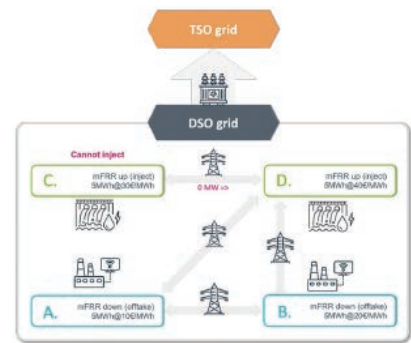 TSO grid
DSO grid
Cannot inject
C.
mFRR up (inject)
5MWh@30€/MWh
0 MW =>
D.
mFRR up (inject)
5MWh@40€/MWh
A.
mFRR down (offtake)
5MWh@10€/MWh
B.
mFRR down (offtake)
5MWh@20€/MWh